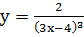 y = 2/(3x−4)³